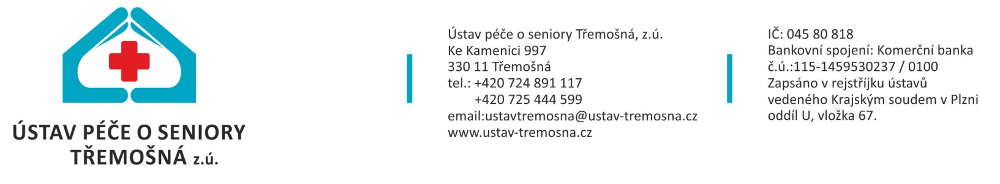 ÚSTAV PÉČE O SENIORY
TŘEMOŠNÁ z.ú.
Ústav péče o seniory Třemošná, z.ú.
Ke Kamenici 997
330 11 Třemošná
tel.: +420 724 891 117
+420 725 444 599
email:ustavtremosna@ustav-tremosna.cz
www.ustav-tremosna.cz
IČ: 045 80 818
Bankovní spojení: Komerční banka
č.ú.:115-1459530237 / 0100
Zapsáno v rejstříjku ústavů
vedeného Krajským soudem v Plzni
oddíl U, vložka 67.